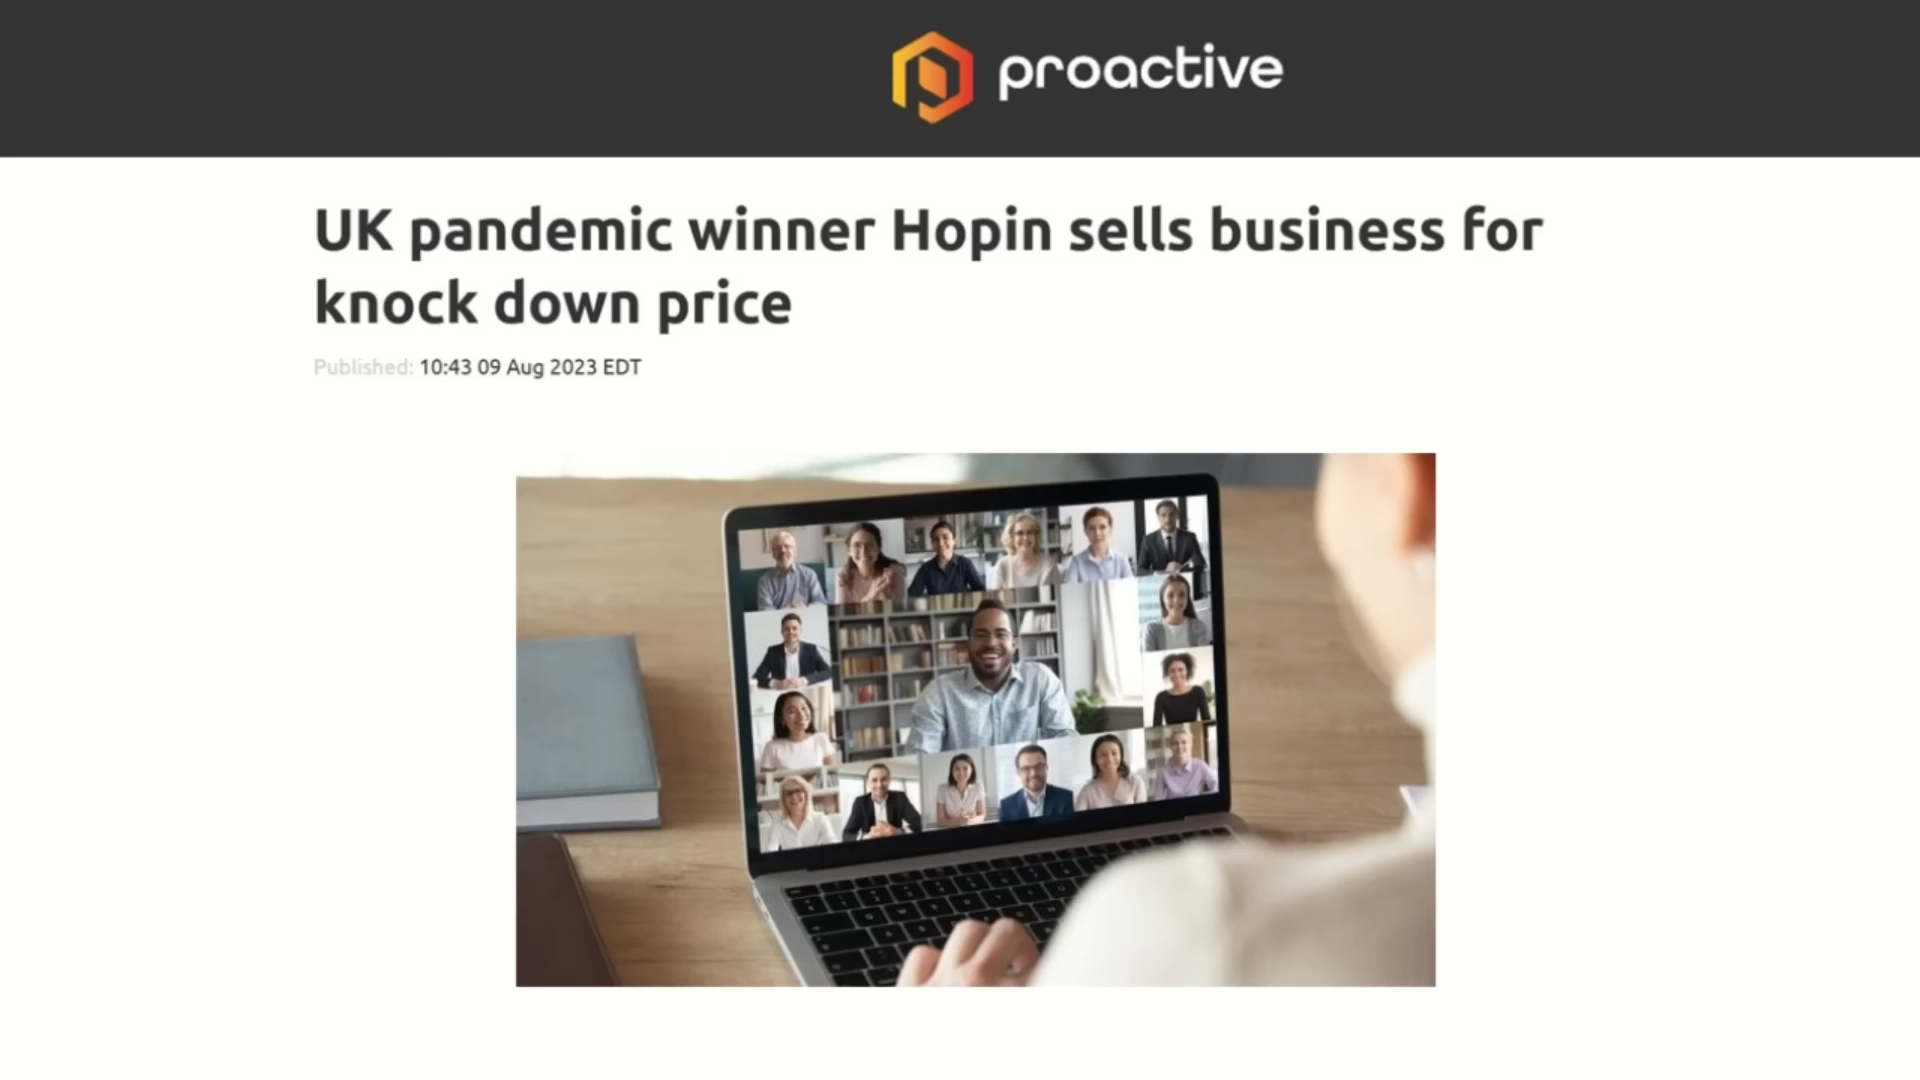 proactive
UK pandemic winner Hopin sells business for
knock down price
Published: 10:43 09 Aug 2023 EDT